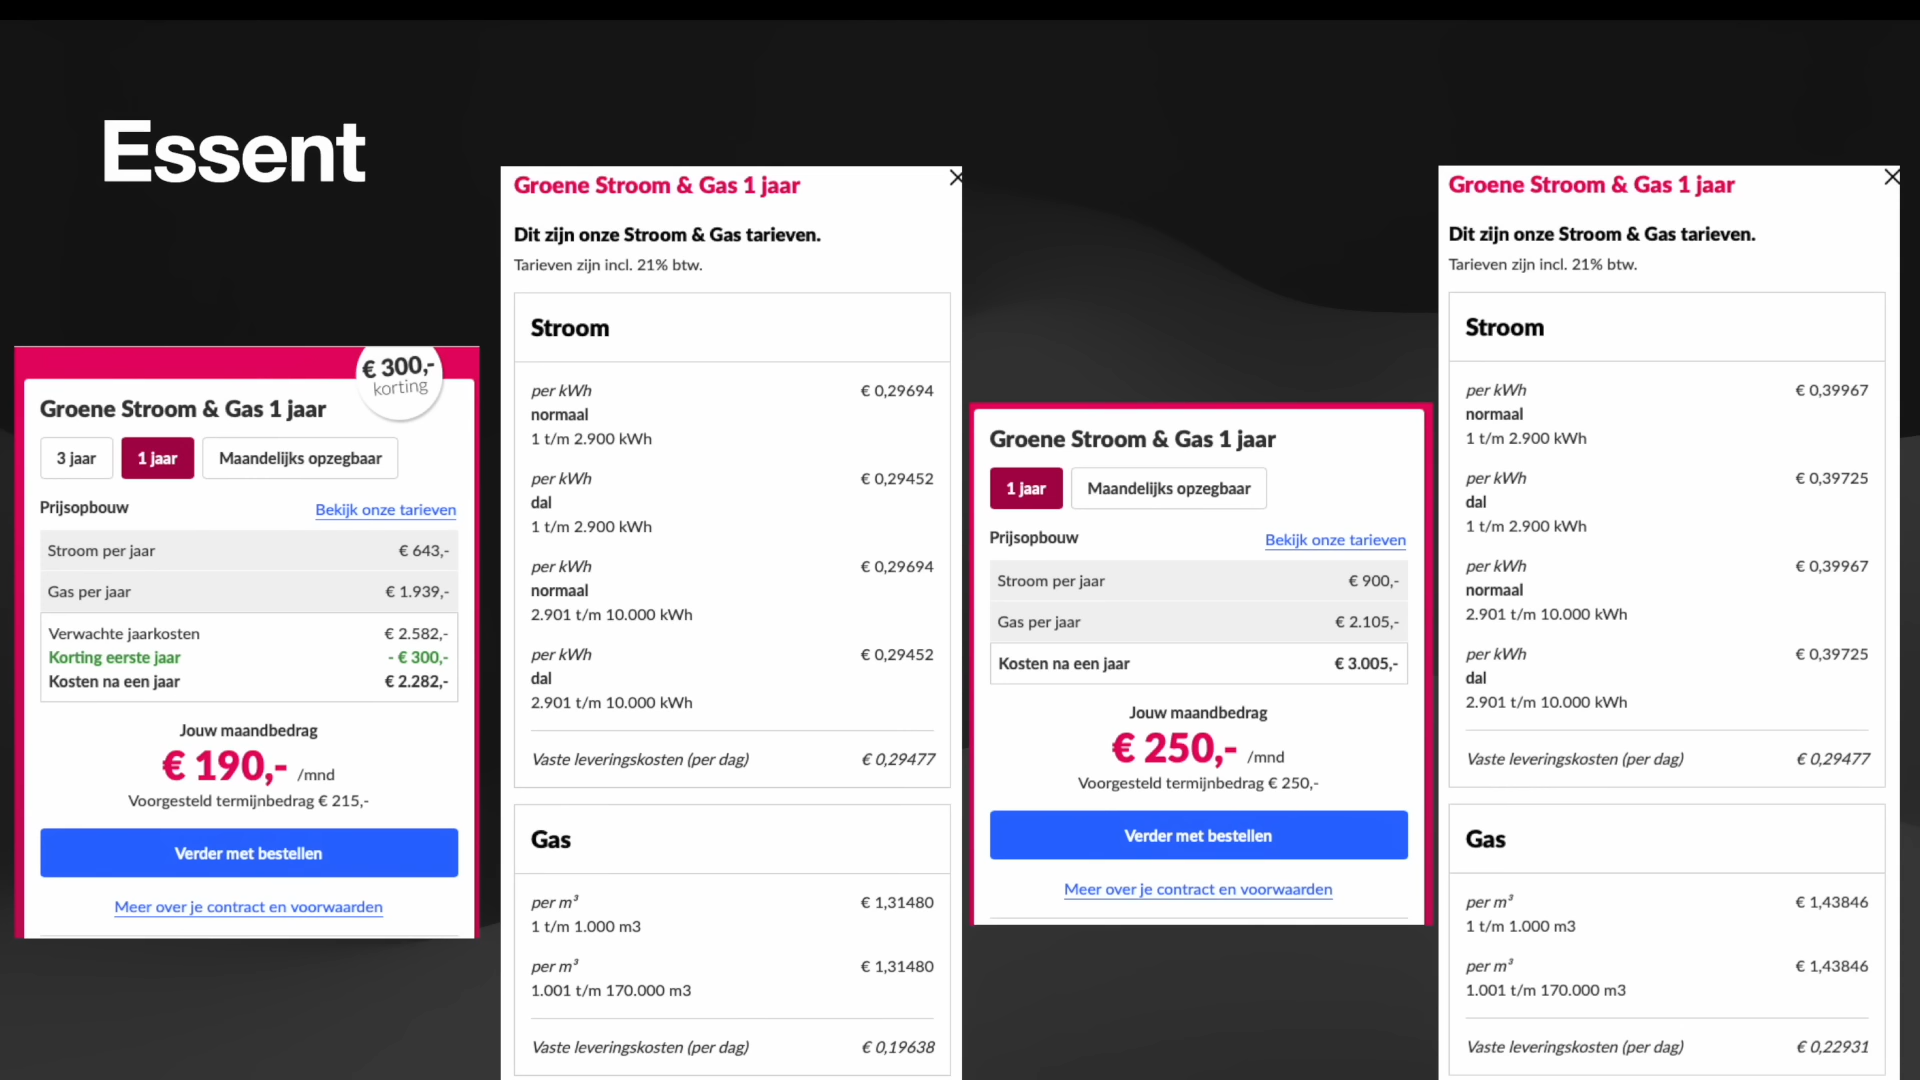 Essent
€ 300,-
korting
Groene Stroom & Gas 1 jaar
3 jaar
1 jaar
Maandelijks opzegbaar
Prijsopbouw
Bekijk onze tarieven
Stroom per jaar € 643,-
Gas per jaar € 1.939,-
Verwachte jaarkosten € 2.582,-
Korting eerste jaar - € 300,-
Kosten na een jaar € 2.282,-
Jouw maandbedrag
€ 190,- /mnd
Voorgesteld termijnbedrag € 215,-
Verder met bestellen
Meer over je contract en voorwaarden
Groene Stroom & Gas 1 jaar
Dit zijn onze Stroom & Gas tarieven.
Tarieven zijn incl. 21% btw.
Stroom
per kWh € 0,29694
normaal
1 t/m 2.900 kWh
per kWh € 0,29452
dal
1 t/m 2.900 kWh
per kWh € 0,29694
normaal
2.901 t/m 10.000 kWh
per kWh € 0,29452
dal
2.901 t/m 10.000 kWh
Vaste leveringskosten (per dag) € 0,29477
Gas
per m³ € 1,31480
1 t/m 1.000 m3
per m³ € 1,31480
1.001 t/m 170.000 m3
Vaste leveringskosten (per dag) € 0,19638
Groene Stroom & Gas 1 jaar
1 jaar
Maandelijks opzegbaar
Prijsopbouw
Bekijk onze tarieven
Stroom per jaar € 900,-
Gas per jaar € 2.105,-
Kosten na een jaar € 3.005,-
Jouw maandbedrag
€ 250,- /mnd
Voorgesteld termijnbedrag € 250,-
Verder met bestellen
Meer over je contract en voorwaarden
Groene Stroom & Gas 1 jaar
Dit zijn onze Stroom & Gas tarieven.
Tarieven zijn incl. 21% btw.
Stroom
per kWh € 0,39967
normaal
1 t/m 2.900 kWh
per kWh € 0,39725
dal
1 t/m 2.900 kWh
per kWh € 0,39967
normaal
2.901 t/m 10.000 kWh
per kWh € 0,39725
dal
2.901 t/m 10.000 kWh
Vaste leveringskosten (per dag) € 0,29477
Gas
per m³ € 1,43846
1 t/m 1.000 m3
per m³ € 1,43846
1.001 t/m 170.000 m3
Vaste leveringskosten (per dag) € 0,22931